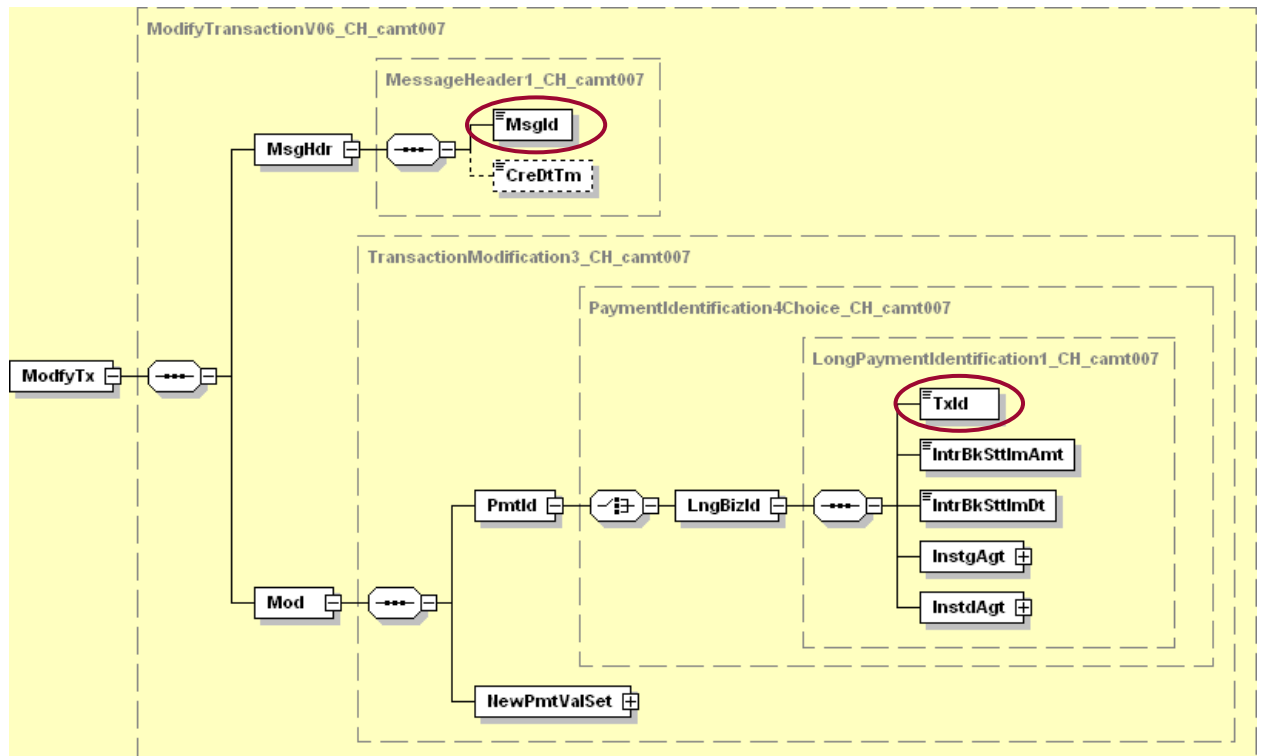 ModifyTransactionV06_CH_camt007
MessageHeader1_CH_camt007
MsgId
MsgHdr
CreDtTm
TransactionModification3_CH_camt007
PaymentIdentification4Choice_CH_camt007
LongPaymentIdentification1_CH_camt007
ModfyTx
TxId
IntrBkSttlmAmt
PmtId
LngBizId
IntrBkSttlmDt
InstgAgt
Mod
InstdAgt
NewPmtValSet